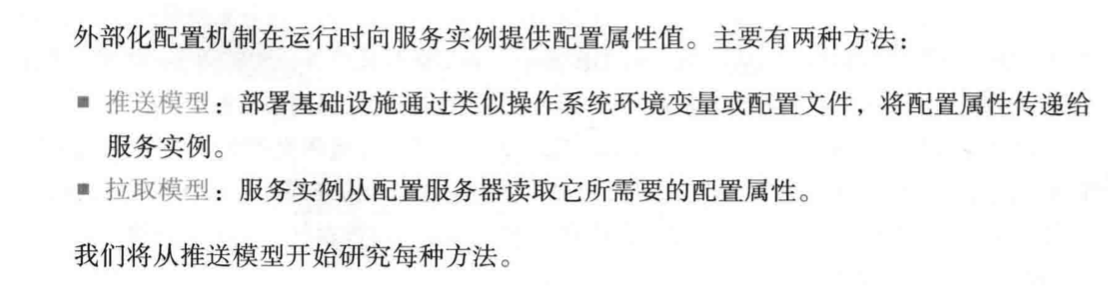 外部化配置机制在运行时向服务实例提供配置属性值。主要有两种方法：
■ 推送模型：部署基础设施通过类似操作系统环境变量或配置文件，将配置属性传递给
服务实例。
■ 拉取模型：服务实例从配置服务器读取它所需要的配置属性。
我们将从推送模型开始研究每种方法。